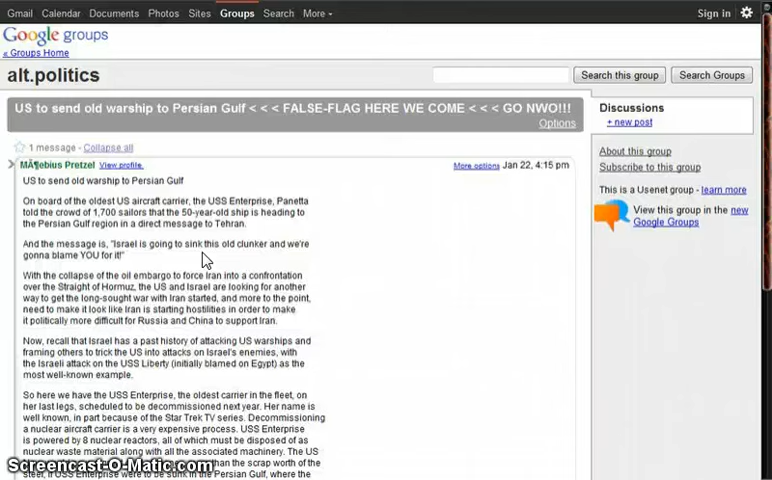 Gmail Calendar Documents Photos Sites Groups Search More Sign in
Google groups
« Groups Home
alt.politics
Search this group Search Groups
US to send old warship to Persian Gulf < < < FALSE-FLAG HERE WE COME < < < GO NWO!!!
Options
Discussions
+ new post
1 message - Collapse all
About this group
Subscribe to this group
This is a Usenet group - learn more
View this group in the new
Google Groups
MÃ¶ebius Pretzel View profile
More options Jan 22, 4:15 pm
US to send old warship to Persian Gulf
On board of the oldest US aircraft carrier, the USS Enterprise, Panetta
told the crowd of 1,700 sailors that the 50-year-old ship is heading to
the Persian Gulf region in a direct message to Tehran.
And the message is, "Israel is going to sink this old clunker and we're
gonna blame YOU for it!"
With the collapse of the oil embargo to force Iran into a confrontation
over the Straight of Hormuz, the US and Israel are looking for another
way to get the long-sought war with Iran started, and more to the point,
need to make it look like Iran is starting hostilities in order to make
it politically more difficult for Russia and China to support Iran.
Now, recall that Israel has a past history of attacking US warships and
framing others to trick the US into attacks on Israel's enemies, with
the Israeli attack on the USS Liberty (initially blamed on Egypt) as the
most well-known example.
So here we have the USS Enterprise, the oldest carrier in the fleet, on
her last legs, scheduled to be decommissioned next year. Her name is
well known, in part because of the Star Trek TV series. Decommissioning
a nuclear aircraft carrier is a very expensive process. USS Enterprise
is powered by 8 nuclear reactors, all of which must be disposed of as
nuclear waste material along with all the associated machinery. The US
than the scrap worth of the
steel. If USS Enterprise were to be sunk in the Persian Gulf, where the
Screencast-O-Matic.com